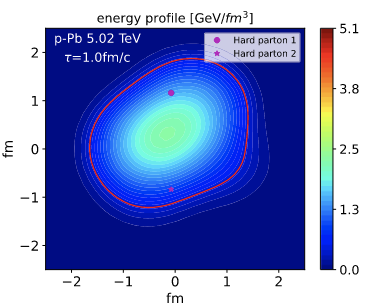 energy profile [GeV/fm³]
p-Pb 5.02 TeV
τ=1.0fm/c
Hard parton 1
Hard parton 2
2
1
0
−1
−2
fm
−2
−1
0
1
2
fm
5.1
3.8
2.5
1.3
0.0